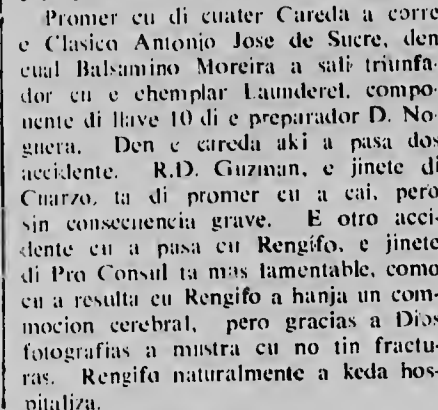 Promer cu di cuater Careda a corre
e Clasico Antonio Jose de Sucre, den
cual Balsamino Moreira a sali triunfa-
dor cu e chemplar Launderel, compo-
nente di llave 10 di e preparador D. No-
guera. Den e careda aki a pasa dos
accidente. R.D. Guzman, e jinete di
Cuarzo, ta di promer cu a cai, pero
sin consecuencia grave. E otro acci-
dente cu a pasa cu Rengifo, e jinete
di Pro Consul ta mas lamentable, como
cu a resulta cu Rengifo a hanja un com-
mocion cerebral, pero gracias a Dios
fotografias a mustra cu no tin fractu-
ras. Rengifo naturalmente a keda hos-
pitaliza.